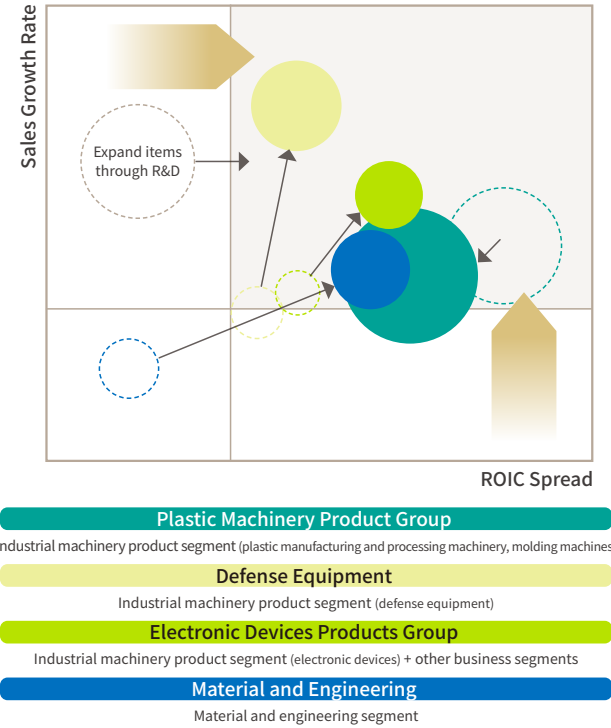 Sales Growth Rate
Expand items
through R&D
ROIC Spread
Plastic Machinery Product Group
ndustrial machinery product segment (plastic manufacturing and processing machinery, molding machines
Defense Equipment
Industrial machinery product segment (defense equipment)
Electronic Devices Products Group
Industrial machinery product segment (electronic devices) + other business segments
Material and Engineering
Material and engineering segment